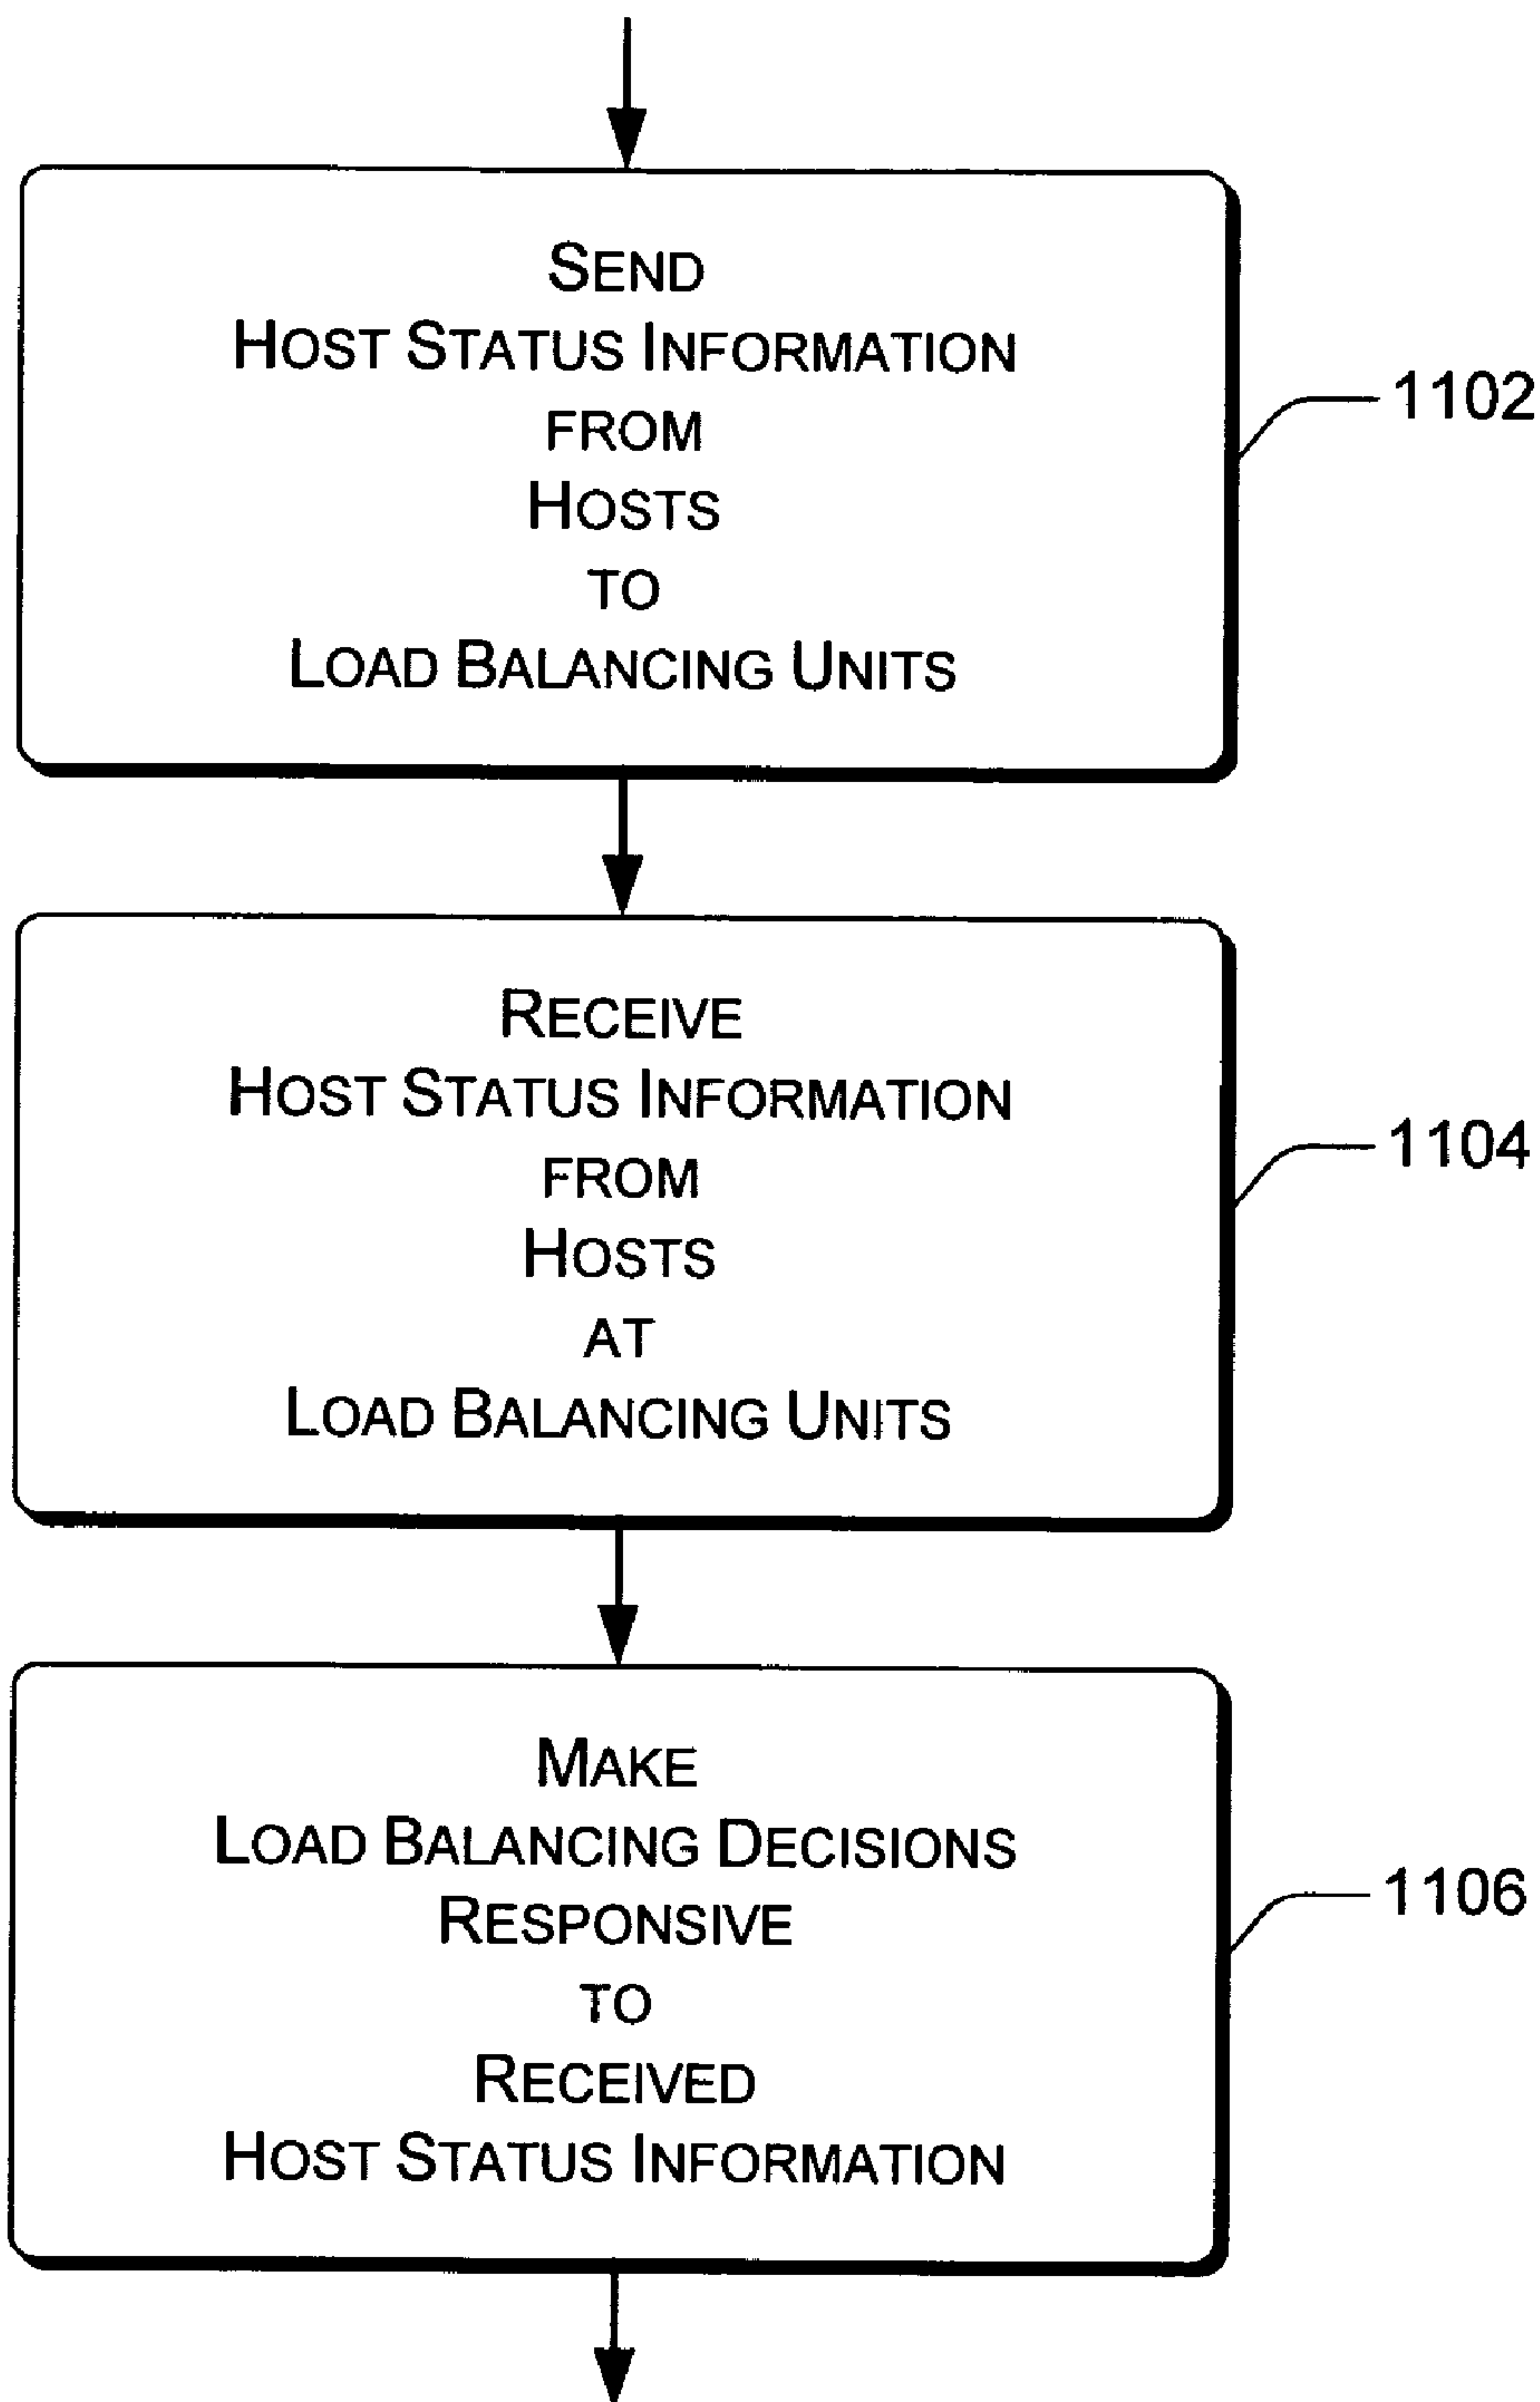 SEND
HOST STATUS INFORMATION
FROM
HOSTS
TO
LOAD BALANCING UNITS
1102
RECEIVE
HOST STATUS INFORMATION
FROM
HOSTS
AT
LOAD BALANCING UNITS
1104
MAKE
LOAD BALANCING DECISIONS
RESPONSIVE
TO
RECEIVED
HOST STATUS INFORMATION
1106